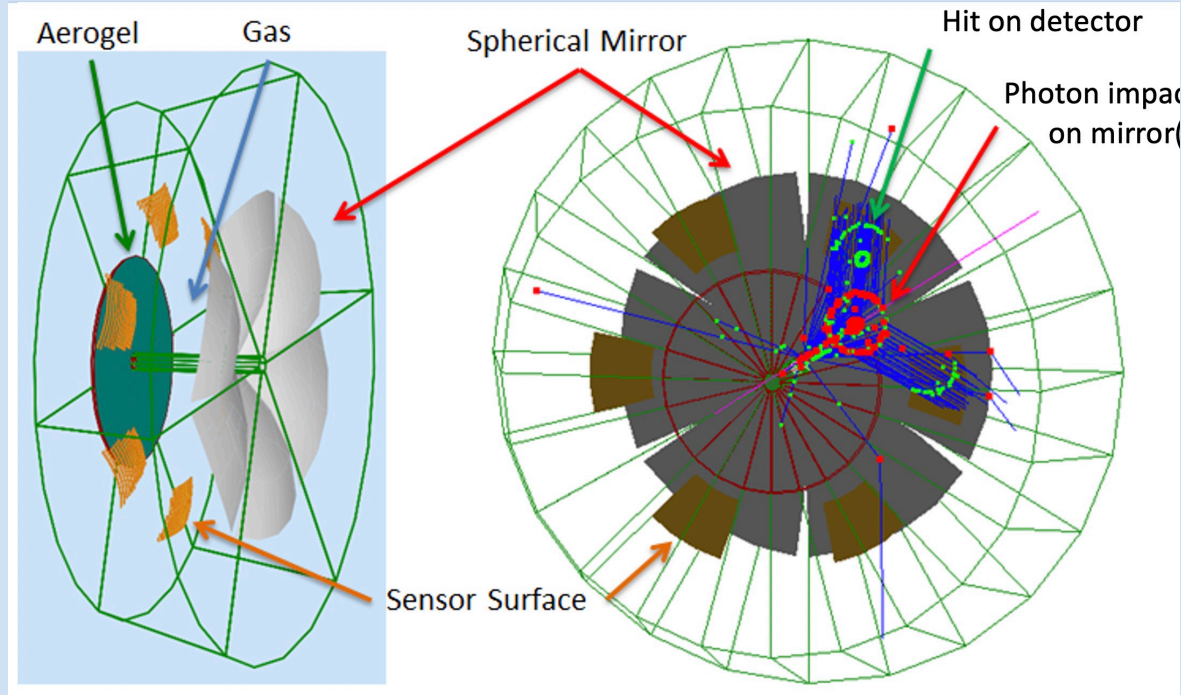 Aerogel
Gas
Spherical Mirror
Hit on detector
Photon impac
on mirror(
Sensor Surface